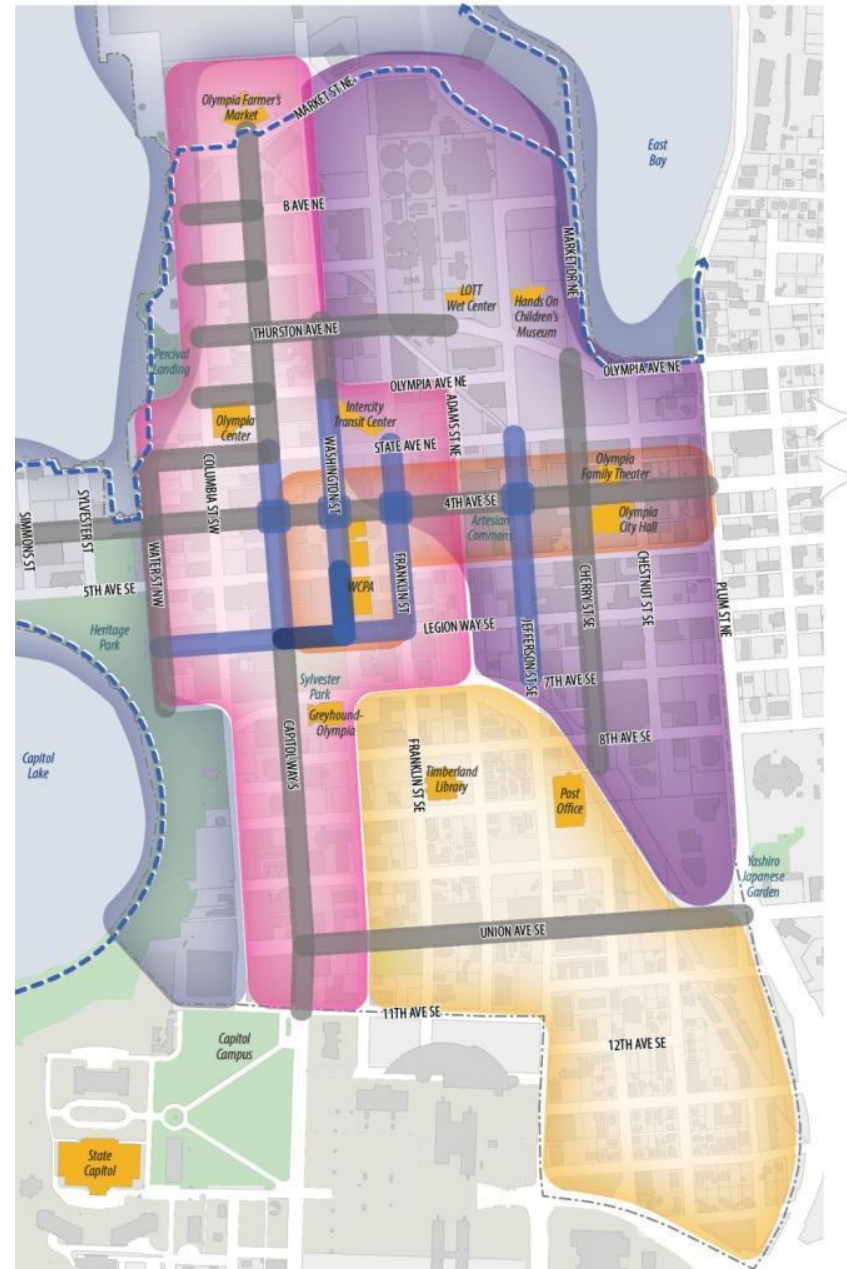 Olympia Farmer's
Market
MARKET ST NE
East
Bay
B AVE NE
MARKET DR NE
LOTT
Wet Center
Hands On
Children's
Museum
THURSTON AVE NE
Percival
Landing
OLYMPIA AVE NE
OLYMPIA AVE NE
Olympia
Center
Intercity
Transit Center
ADAMS ST NE
STATE AVE NE
WASHINGTON ST
COLUMBIA ST SW
Olympia
Family Theater
4TH AVE SE
SIMMONS ST
SYLVESTER ST
Artesian
Commons
Olympia
City Hall
WATER ST NW
5TH AVE SE
WCPA
FRANKLIN ST
CHERRY ST SE
CHESTNUT ST SE
PLUM ST NE
Heritage
Park
LEGION WAY SE
JEFFERSON ST SE
Sylvester
Park
7TH AVE SE
Greyhound-
Olympia
CAPITOL WAY S
8TH AVE SE
FRANKLIN ST SE
Capitol
Lake
Timberland
Library
Post
Office
Yashiro
Japanese
Garden
UNION AVE SE
11TH AVE SE
Capitol
Campus
12TH AVE SE
State
Capitol